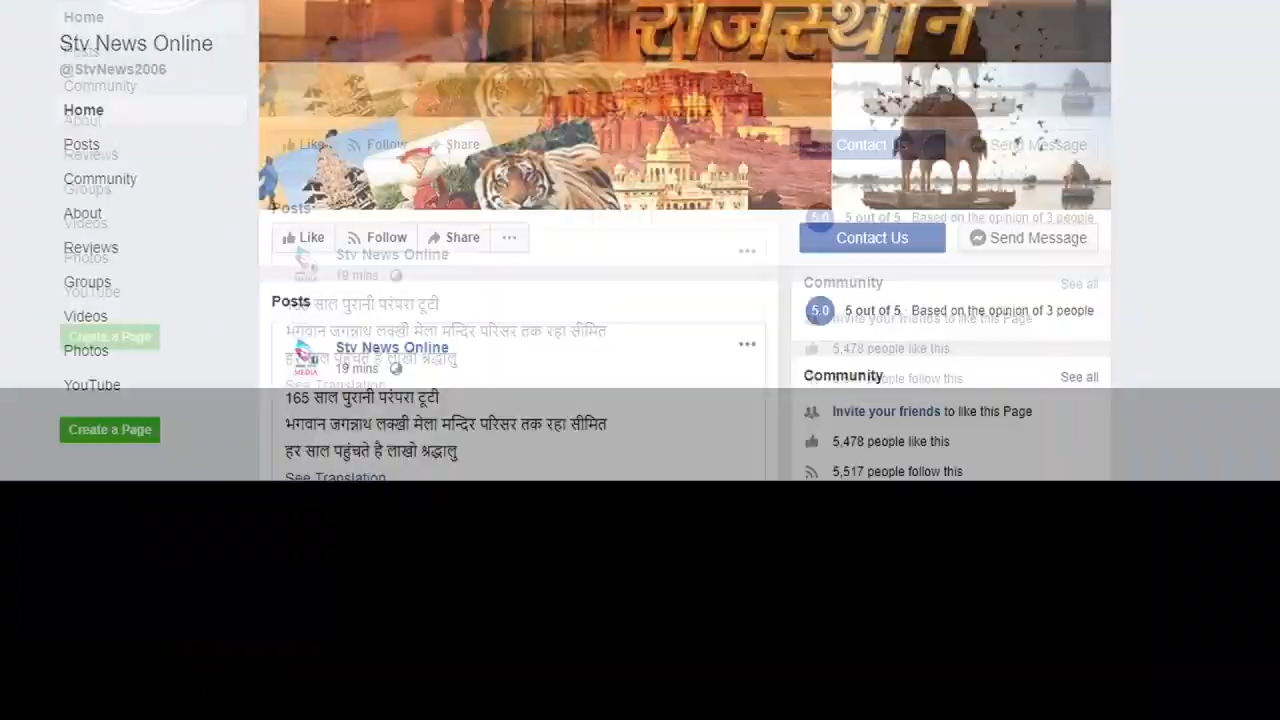 राजस्थान
Stv News Online
@StvNews2006
Home
Posts
Community
About
Reviews
Groups
Videos
Photos
YouTube
Create a Page
Like
Follow
Share
Contact Us
Send Message
Posts
Stv News Online
19 mins
165 साल पुरानी परंपरा टूटी
भगवान जगन्नाथ लक्खी मेला मन्दिर परिसर तक रहा सीमित
हर साल पहुंचते है लाखो श्रद्धालु
See Translation
5.0 5 out of 5 · Based on the opinion of 3 people
Community See all
Invite your friends to like this Page
5,478 people like this
5,517 people follow this